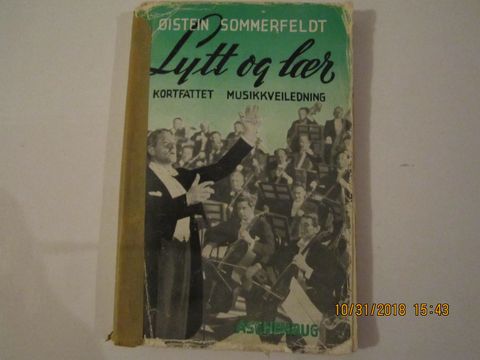 ØISTEIN SOMMERFELDT
Lytt og lær
KORTFATTET MUSIKKVEILEDNING
ASCHEHOUG
10/31/2018 15:43